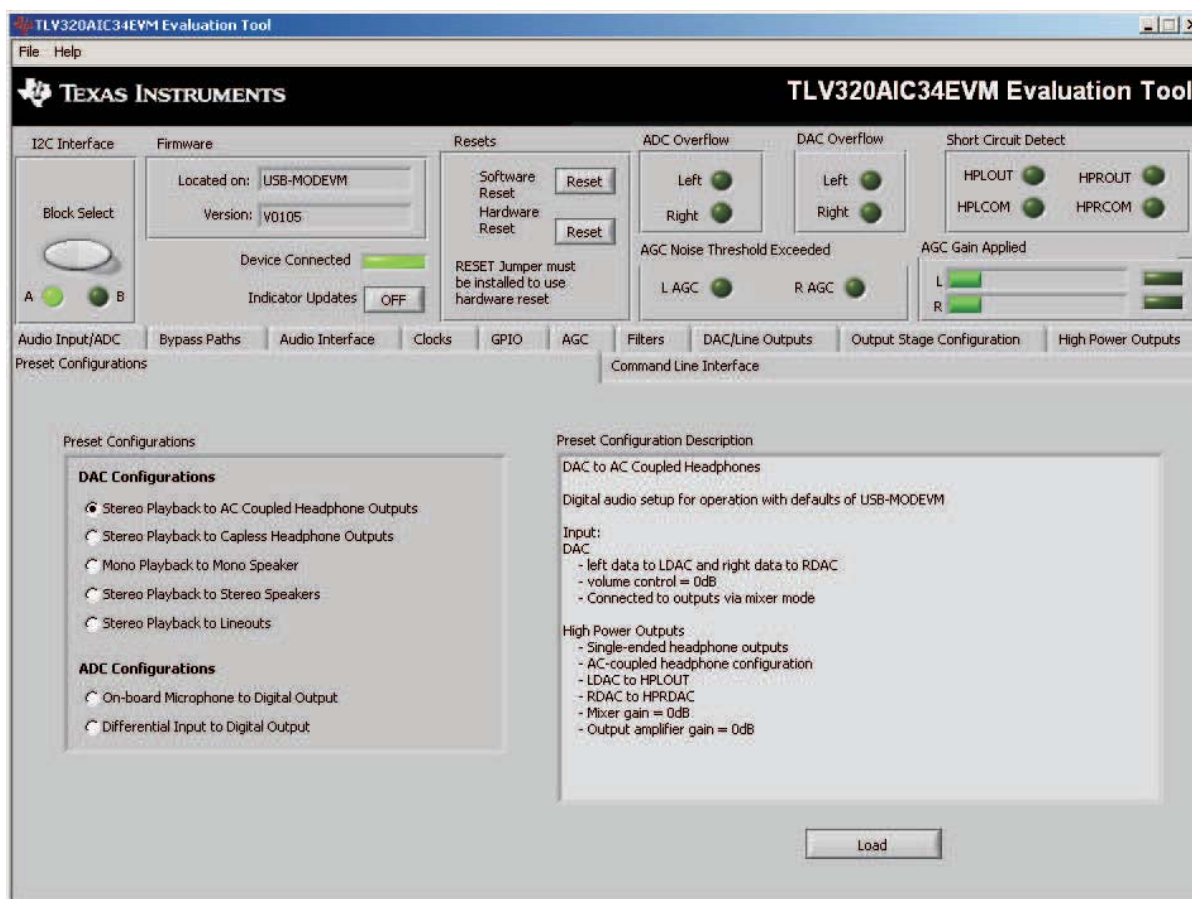 TLV320AIC34EVM Evaluation Tool
File Help
TEXAS INSTRUMENTS
TLV320AIC34EVM Evaluation Tool
I2C Interface
Block Select
A B
Firmware
Located on: USB-MODEVM
Version: V0105
Device Connected
Indicator Updates OFF
Resets
Software Reset Reset
Hardware Reset Reset
RESET Jumper must
be installed to use
hardware reset
ADC Overflow
Left
Right
DAC Overflow
Left
Right
Short Circuit Detect
HPLOUT HPROUT
HPLCOM HPRCOM
AGC Noise Threshold Exceeded
L AGC R AGC
AGC Gain Applied
L
R
Audio Input/ADC Bypass Paths Audio Interface Clocks GPIO AGC Filters DAC/Line Outputs Output Stage Configuration High Power Outputs
Preset Configurations Command Line Interface
Preset Configurations
DAC Configurations
Stereo Playback to AC Coupled Headphone Outputs
Stereo Playback to Capless Headphone Outputs
Mono Playback to Mono Speaker
Stereo Playback to Stereo Speakers
Stereo Playback to Lineouts
ADC Configurations
On-board Microphone to Digital Output
Differential Input to Digital Output
Preset Configuration Description
DAC to AC Coupled Headphones
Digital audio setup for operation with defaults of USB-MODEVM
Input:
DAC
- left data to LDAC and right data to RDAC
- volume control = 0dB
- Connected to outputs via mixer mode
High Power Outputs
- Single-ended headphone outputs
- AC-coupled headphone configuration
- LDAC to HPLOUT
- RDAC to HPRDAC
- Mixer gain = 0dB
- Output amplifier gain = 0dB
Load